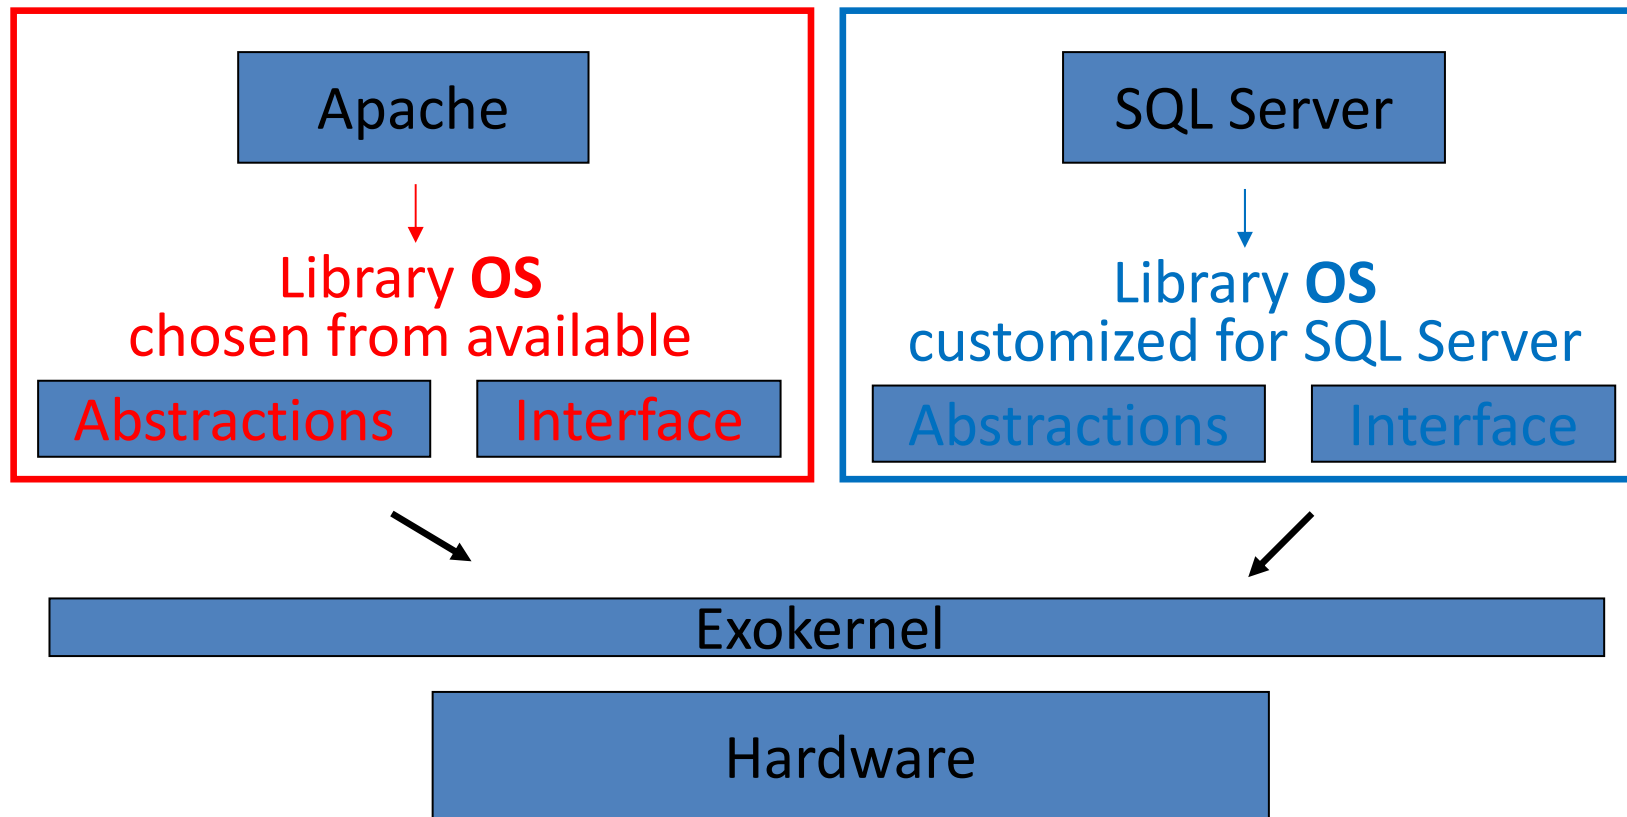 Apache
Library OS
chosen from available
Abstractions
Interface
SQL Server
Library OS
customized for SQL Server
Abstractions
Interface
Exokernel
Hardware